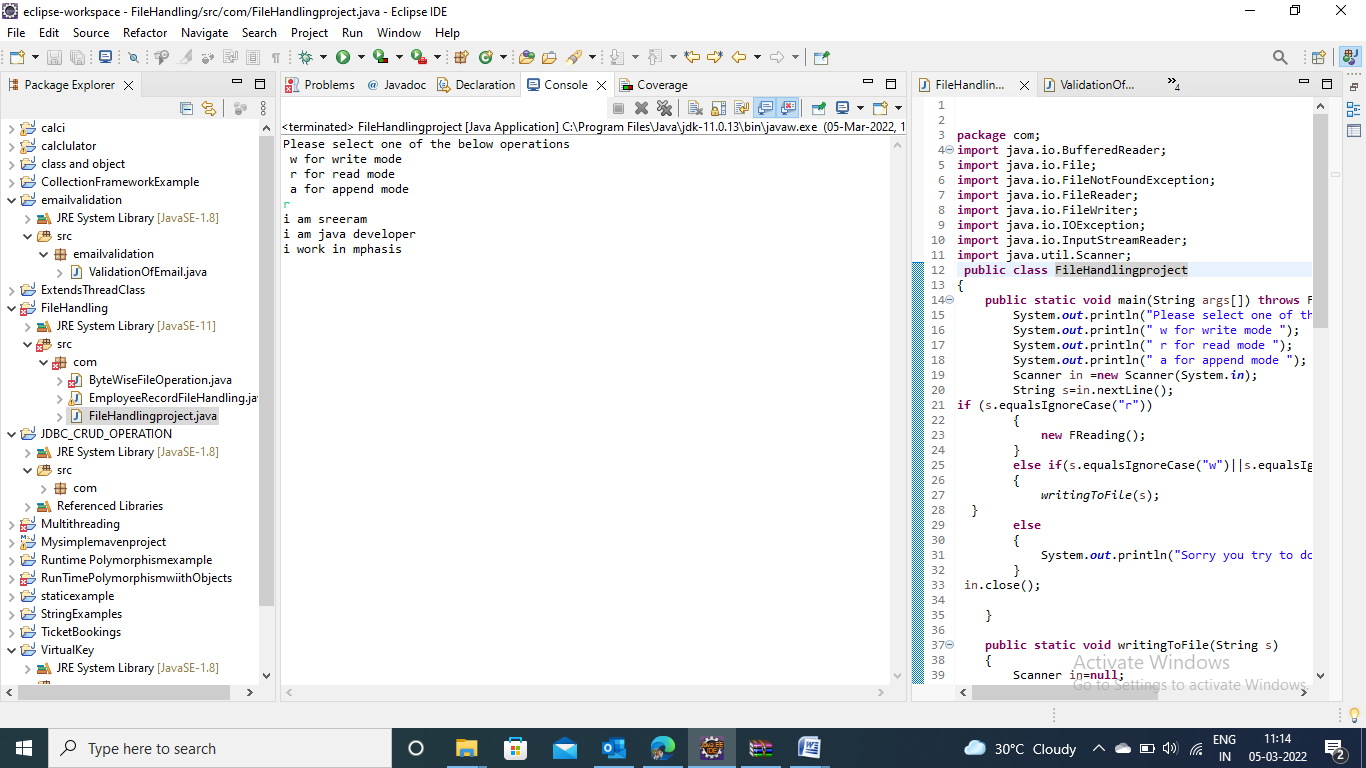 eclipse-workspace - FileHandling/src/com/FileHandlingproject.java - Eclipse IDE
File Edit Source Refactor Navigate Search Project Run Window Help
Package Explorer
calci
calclulator
class and object
CollectionFrameworkExample
emailvalidation
JRE System Library [JavaSE-1.8]
src
emailvalidation
ValidationOfEmail.java
ExtendsThreadClass
FileHandling
JRE System Library [JavaSE-11]
src
com
ByteWiseFileOperation.java
EmployeeRecordFileHandling.ja
FileHandlingproject.java
JDBC_CRUD_OPERATION
JRE System Library [JavaSE-1.8]
src
com
Referenced Libraries
Multithreading
Mysimplemavenproject
Runtime Polymorphismexample
RunTimePolymorphismwiithObjects
staticexample
StringExamples
TicketBookings
VirtualKey
JRE System Library [JavaSE-1.8]
Problems @ Javadoc Declaration Console Coverage
<terminated> FileHandlingproject [Java Application] C:\Program Files\Java\jdk-11.0.13\bin\javaw.exe (05-Mar-2022, 1
Please select one of the below operations
w for write mode
r for read mode
a for append mode
r
i am sreeram
i am java developer
i work in mphasis
FileHandlin... ValidationOf... »4
1
2
3 package com;
4 import java.io.BufferedReader;
5 import java.io.File;
6 import java.io.FileNotFoundException;
7 import java.io.FileReader;
8 import java.io.FileWriter;
9 import java.io.IOException;
10 import java.io.InputStreamReader;
11 import java.util.Scanner;
12 public class FileHandlingproject
13 {
14 public static void main(String args[]) throws F
15 System.out.println("Please select one of th
16 System.out.println(" w for write mode ");
17 System.out.println(" r for read mode ");
18 System.out.println(" a for append mode ");
19 Scanner in =new Scanner(System.in);
20 String s=in.nextLine();
21 if (s.equalsIgnoreCase("r"))
22 {
23 new FReading();
24 }
25 else if(s.equalsIgnoreCase("w")||s.equalsIg
26 {
27 writingToFile(s);
28 }
29 else
30 {
31 System.out.println("Sorry you try to do
32 }
33 in.close();
34
35 }
36
37 public static void writingToFile(String s)
38 {
39 Scanner in=null;
Activate Windows
Go to Settings to activate Windows.
Type here to search
30°C Cloudy
ENG
IN
11:14
05-03-2022
2